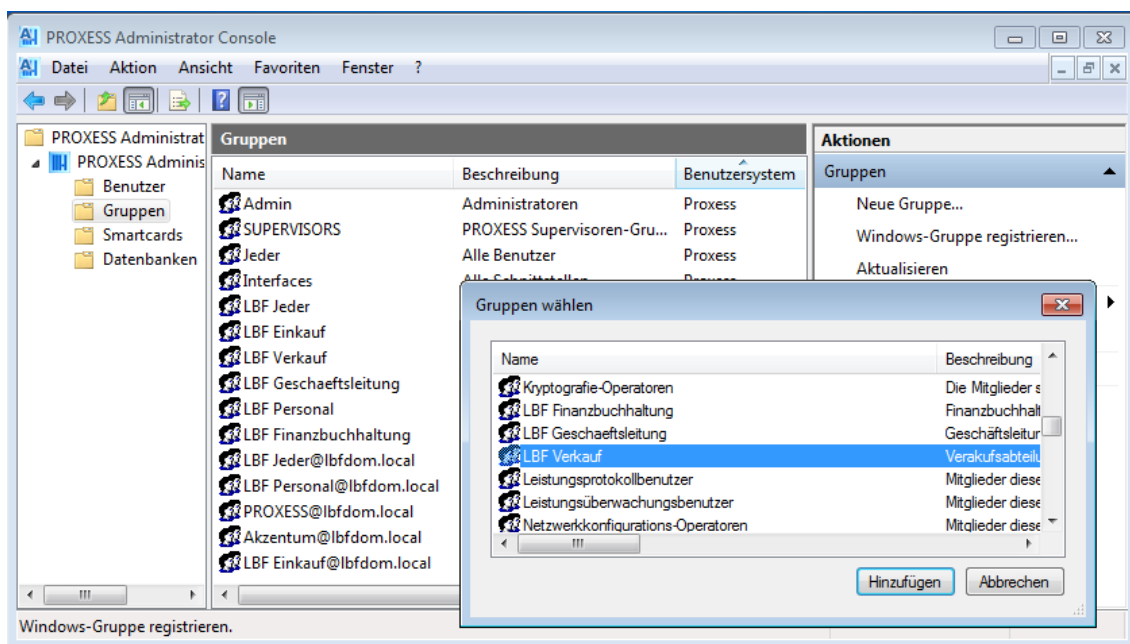 PROXESS Administrator Console
Datei Aktion Ansicht Favoriten Fenster ?
PROXESS Administrat
PROXESS Adminis
Benutzer
Gruppen
Smartcards
Datenbanken
Gruppen
Name Beschreibung Benutzersystem
Admin Administratoren Proxess
SUPERVISORS PROXESS Supervisoren-Gru... Proxess
Jeder Alle Benutzer Proxess
Interfaces Alle Schnittstellen Proxess
LBF Jeder
LBF Einkauf
LBF Verkauf
LBF Geschaeftsleitung
LBF Personal
LBF Finanzbuchhaltung
LBF Jeder@lbfdom.local
LBF Personal@lbfdom.local
PROXESS@lbfdom.local
Akzentum@lbfdom.local
LBF Einkauf@lbfdom.local
Aktionen
Gruppen
Neue Gruppe...
Windows-Gruppe registrieren...
Aktualisieren
Gruppen wählen
Name Beschreibung
Kryptografie-Operatoren Die Mitglieder s
LBF Finanzbuchhaltung Finanzbuchhalt
LBF Geschaeftsleitung Geschäftsleitur
LBF Verkauf Verakufsabteilu
Leistungsprotokollbenutzer Mitglieder diese
Leistungsüberwachungsbenutzer Mitglieder diese
Netzwerkkonfigurations-Operatoren Mitglieder diese
Hinzufügen Abbrechen
Windows-Gruppe registrieren.